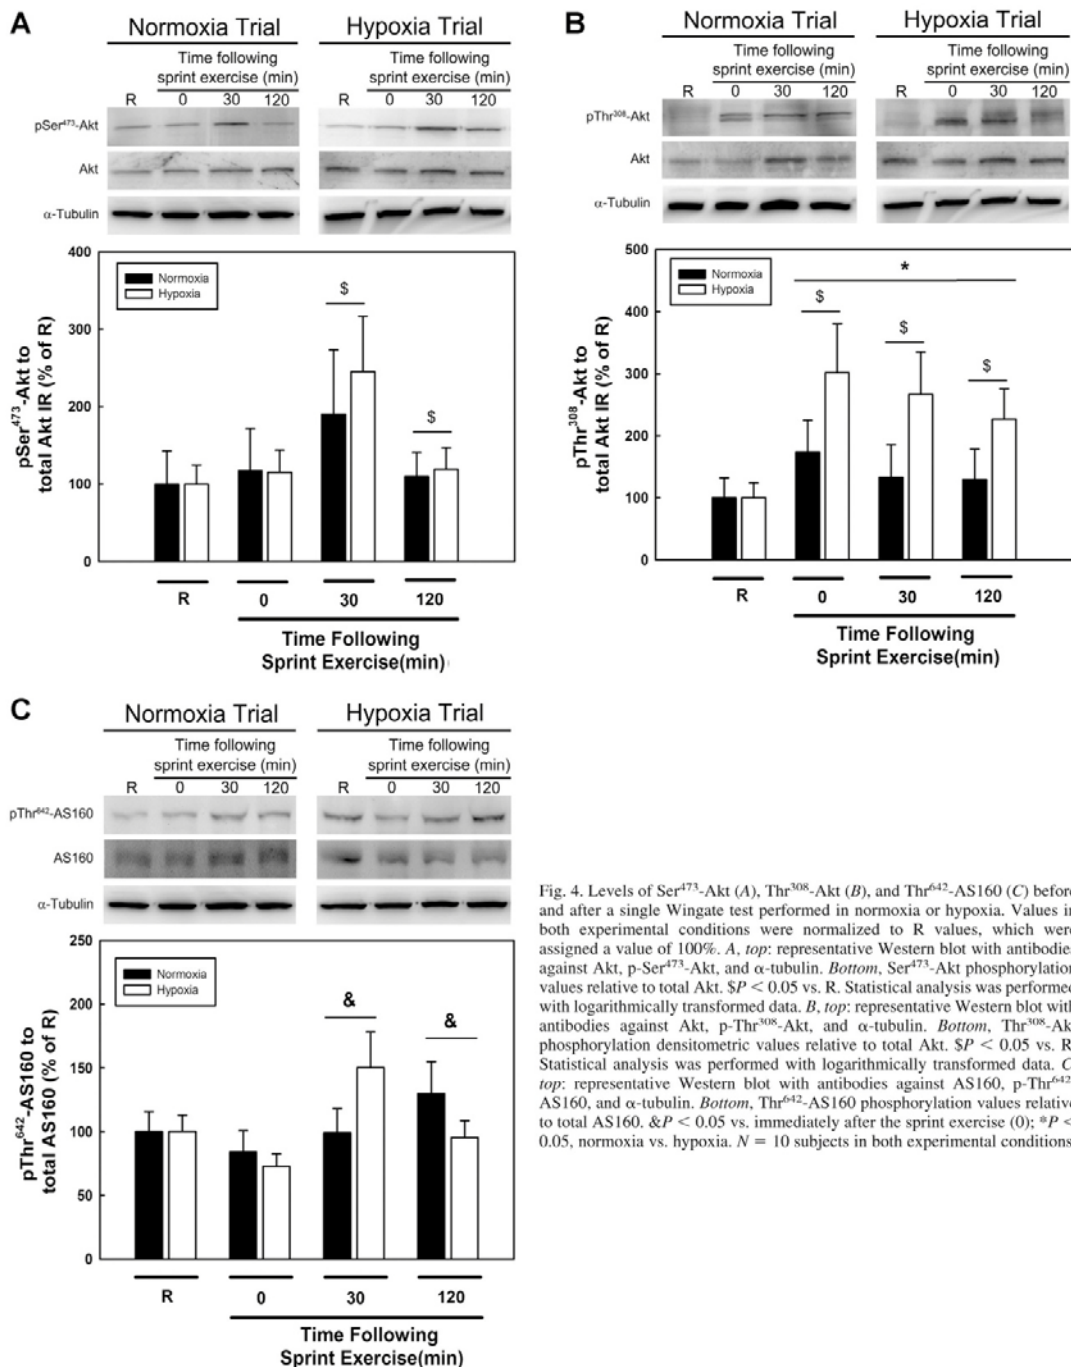 A
Normoxia Trial
Hypoxia Trial
Time following
sprint exercise (min)
Time following
sprint exercise (min)
R 0 30 120
R 0 30 120
pSer473-Akt
Akt
α-Tubulin
400
300
200
100
0
pSer473-Akt to
total Akt IR (% of R)
Normoxia
Hypoxia
$
$
R
0
30
120
Time Following
Sprint Exercise(min)
B
Normoxia Trial
Hypoxia Trial
Time following
sprint exercise (min)
Time following
sprint exercise (min)
R 0 30 120
R 0 30 120
pThr308-Akt
Akt
α-Tubulin
500
400
300
200
100
0
pThr308-Akt to
total Akt IR (% of R)
Normoxia
Hypoxia
*
$
$
$
R
0
30
120
Time Following
Sprint Exercise(min)
C
Normoxia Trial
Hypoxia Trial
Time following
sprint exercise (min)
Time following
sprint exercise (min)
R 0 30 120
R 0 30 120
pThr642-AS160
AS160
α-Tubulin
250
200
150
100
50
0
pThr642-AS160 to
total AS160 (% of R)
Normoxia
Hypoxia
&
&
R
0
30
120
Time Following
Sprint Exercise(min)
Fig. 4. Levels of Ser473-Akt (A), Thr308-Akt (B), and Thr642-AS160 (C) before
and after a single Wingate test performed in normoxia or hypoxia. Values in
both experimental conditions were normalized to R values, which were
assigned a value of 100%. A, top: representative Western blot with antibodies
against Akt, p-Ser473-Akt, and α-tubulin. Bottom, Ser473-Akt phosphorylation
values relative to total Akt. $P < 0.05 vs. R. Statistical analysis was performed
with logarithmically transformed data. B, top: representative Western blot with
antibodies against Akt, p-Thr308-Akt, and α-tubulin. Bottom, Thr308-Ak
phosphorylation densitometric values relative to total Akt. $P < 0.05 vs. R
Statistical analysis was performed with logarithmically transformed data. C
top: representative Western blot with antibodies against AS160, p-Thr642
AS160, and α-tubulin. Bottom, Thr642-AS160 phosphorylation values relative
to total AS160. &P < 0.05 vs. immediately after the sprint exercise (0); *P <
0.05, normoxia vs. hypoxia. N = 10 subjects in both experimental conditions